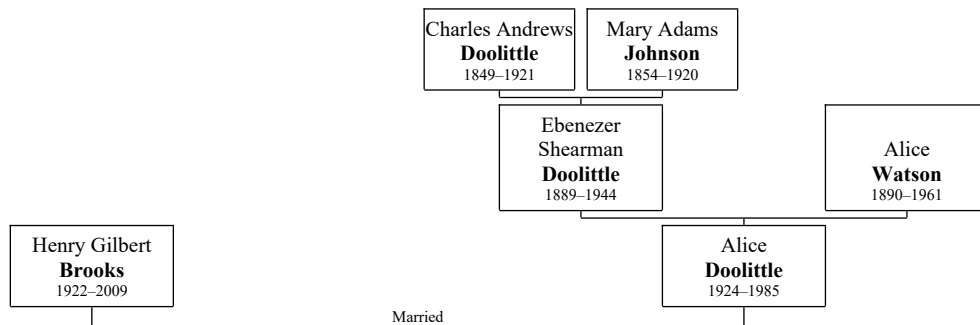 Charles Andrews
Doolittle
1849–1921
Mary Adams
Johnson
1854–1920
Ebenezer
Shearman
Doolittle
1889–1944
Alice
Watson
1890–1961
Henry Gilbert
Brooks
1922–2009
Alice
Doolittle
1924–1985
Married